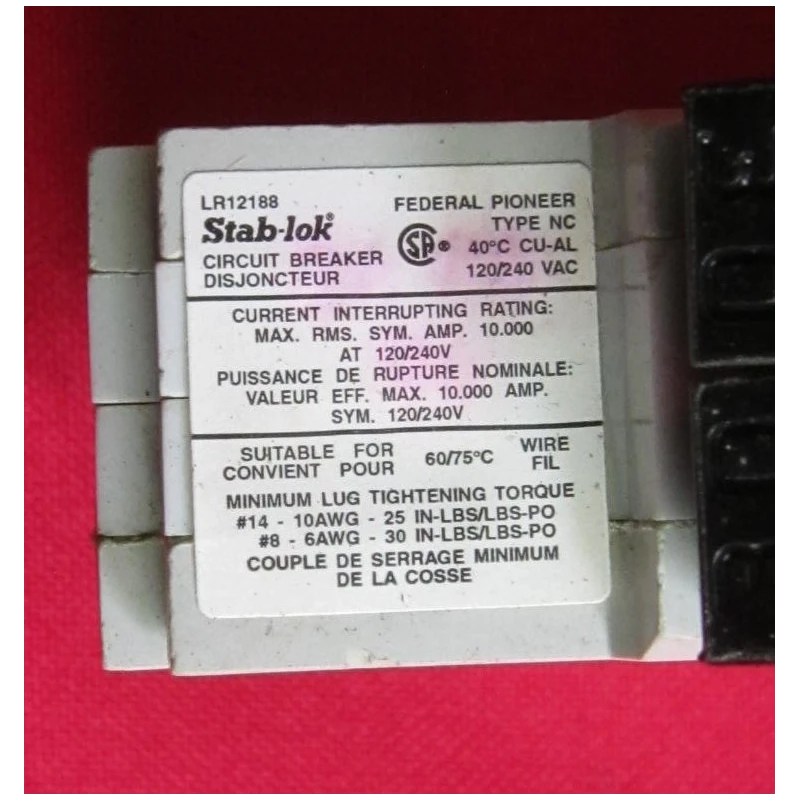 LR12188
Stab-lok®
CIRCUIT BREAKER
DISJONCTEUR
FEDERAL PIONEER
TYPE NC
SA ® 40°C CU-AL
120/240 VAC
CURRENT INTERRUPTING RATING:
MAX. RMS. SYM. AMP. 10.000
AT 120/240V
PUISSANCE DE RUPTURE NOMINALE:
VALEUR EFF. MAX. 10.000 AMP.
SYM. 120/240V
SUITABLE FOR
CONVIENT POUR
60/75°C
WIRE
FIL
MINIMUM LUG TIGHTENING TORQUE
#14 - 10AWG - 25 IN-LBS/LBS-PO
#8 - 6AWG - 30 IN-LBS/LBS-PO
COUPLE DE SERRAGE MINIMUM
DE LA COSSE